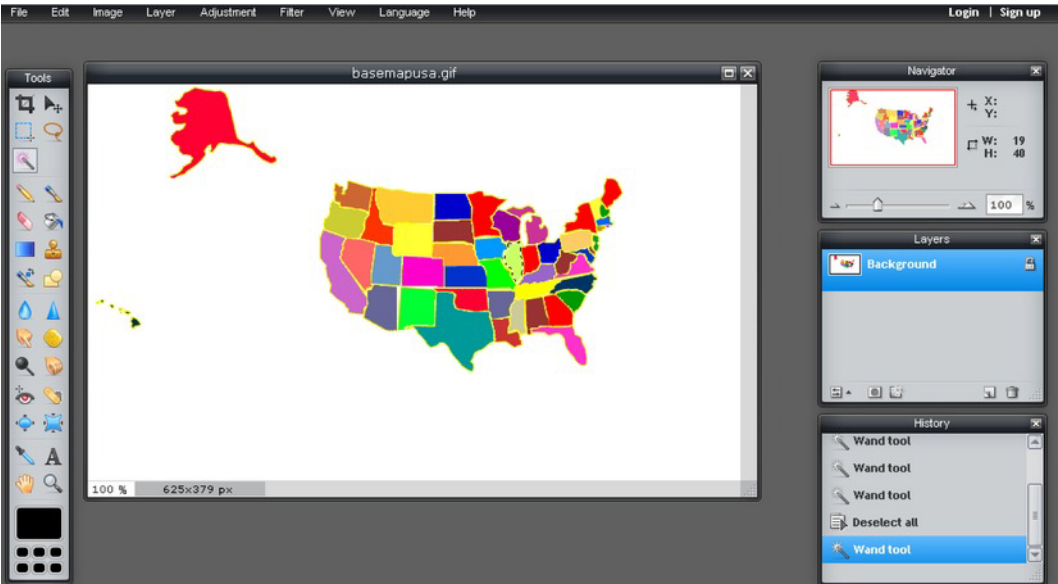 File Edit Image Layer Adjustment Filter View Language Help Login | Sign up
Tools
basemapusa.gif
100 % 625x379 px
Navigator
X:
Y:
W: 19
H: 40
100 %
Layers
Background
History
Wand tool
Wand tool
Wand tool
Deselect all
Wand tool